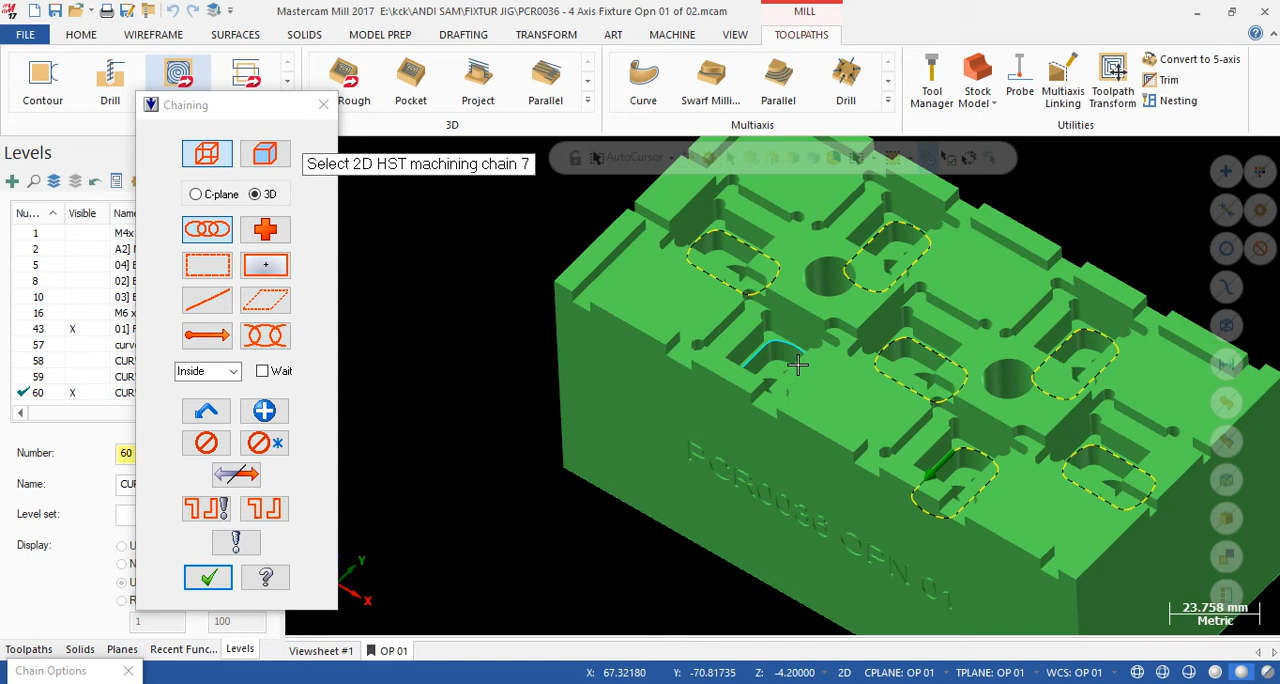 Mastercam Mill 2017 E:\kck\ANDI SAM\FIXTUR JIG\PCR0036 - 4 Axis Fixture Opn 01 of 02.mcam
MILL
17
FILE
HOME
WIREFRAME
SURFACES
SOLIDS
MODEL PREP
DRAFTING
TRANSFORM
ART
MACHINE
VIEW
TOOLPATHS
Contour
Drill
Rough
Pocket
Project
Parallel
3D
Curve
Swarf Milli...
Parallel
Drill
Multiaxis
Tool
Manager
Stock
Model
Probe
Multiaxis
Linking
Toolpath
Transform
Convert to 5-axis
Trim
Nesting
Utilities
Levels
Nu...
Visible
Name
1 M4x
2 A2] N
5 04] E
8 02] E
10 03] E
16 M6 x
43 X 01] F
57 curve
58 CUR
59 CUR
60 X CUR
Number: 60
Name: CUR
Level set:
Display:
U
N
U
R
1
100
Chaining
C-plane
3D
Inside
Wait
Select 2D HST machining chain 7
AutoCursor
PCR0036 OPN 01
Y
X
23.758 mm
Metric
Toolpaths
Solids
Planes
Recent Func...
Levels
Viewsheet #1
OP 01
Chain Options
X: 67.32180
Y: -70.81735
Z: -4.20000
2D
CPLANE: OP 01
TPLANE: OP 01
WCS: OP 01